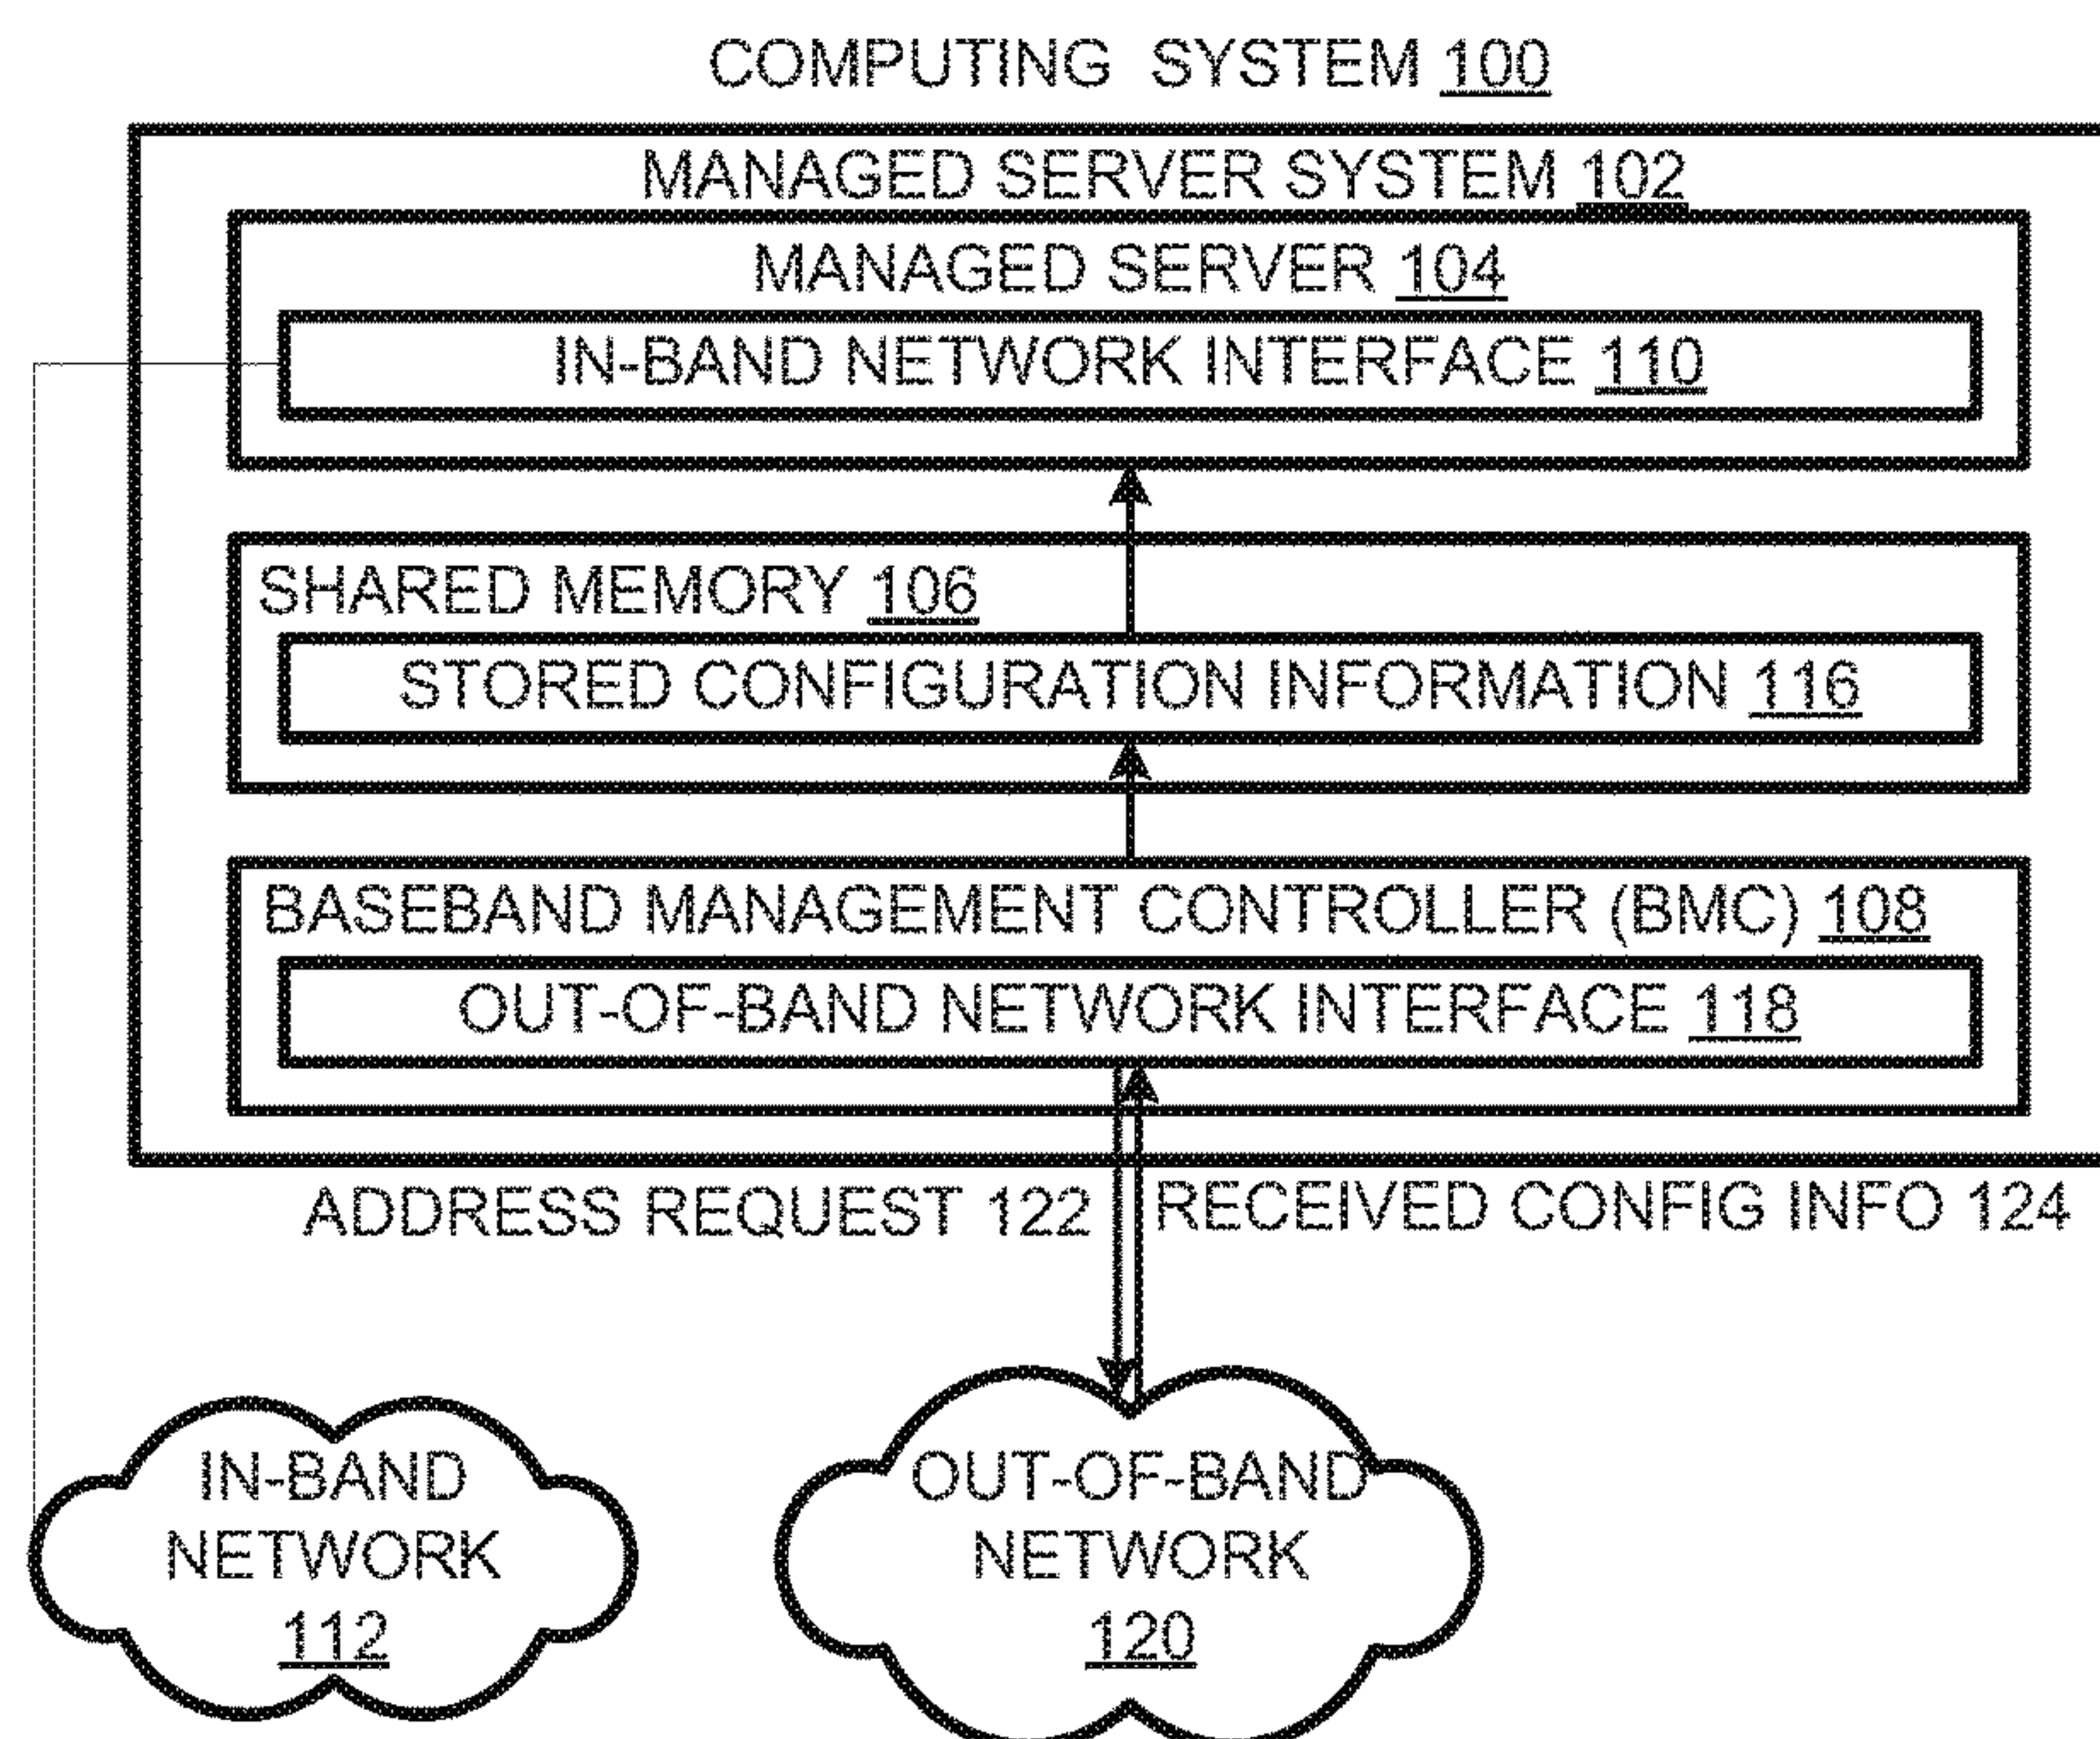 COMPUTING SYSTEM 100
MANAGED SERVER SYSTEM 102
MANAGED SERVER 104
IN-BAND NETWORK INTERFACE 110
SHARED MEMORY 106
STORED CONFIGURATION INFORMATION 116
BASEBAND MANAGEMENT CONTROLLER (BMC) 108
OUT-OF-BAND NETWORK INTERFACE 118
ADDRESS REQUEST 122
RECEIVED CONFIG INFO 124
IN-BAND
NETWORK
112
OUT-OF-BAND
NETWORK
120